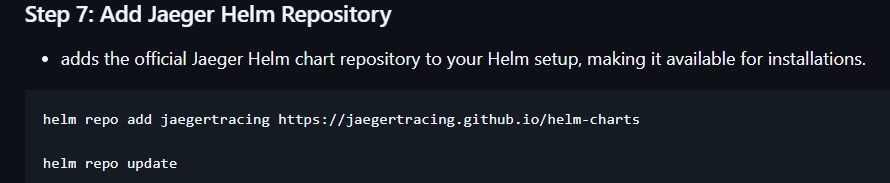 Step 7: Add Jaeger Helm Repository
• adds the official Jaeger Helm chart repository to your Helm setup, making it available for installations.
helm repo add jaegertracing https://jaegertracing.github.io/helm-charts
helm repo update